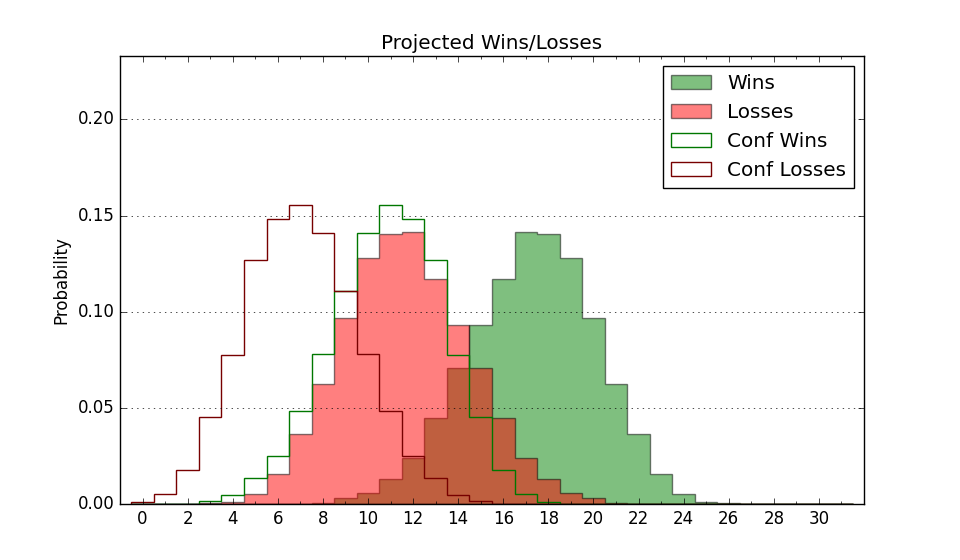 Projected Wins/Losses
Wins
Losses
Conf Wins
Conf Losses
Probability
0.20
0.15
0.10
0.05
0.00
0 2 4 6 8 10 12 14 16 18 20 22 24 26 28 30